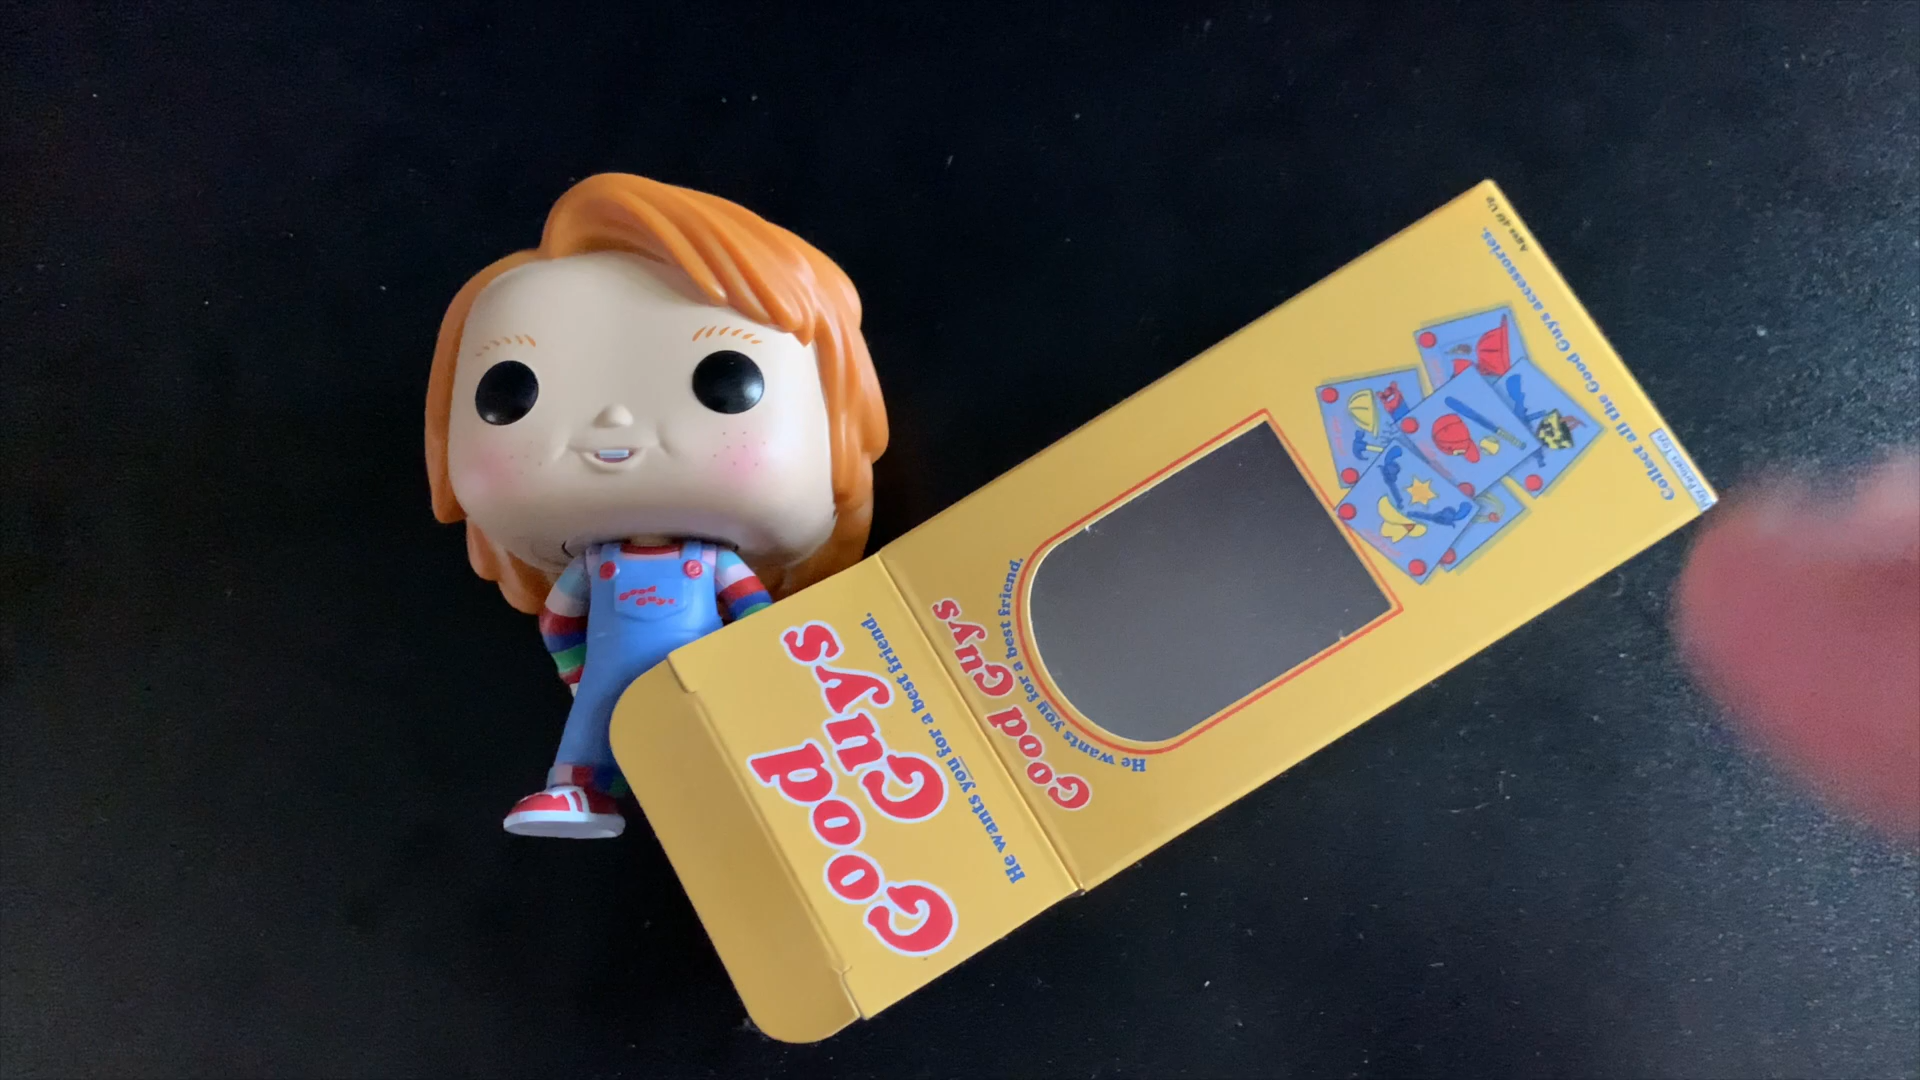 Good
Guys
Good
Guys
He wants you for a best friend.
Good Guys
He wants you for a best friend.
Collect all the Good Guys accessories.
Ages 4& Up